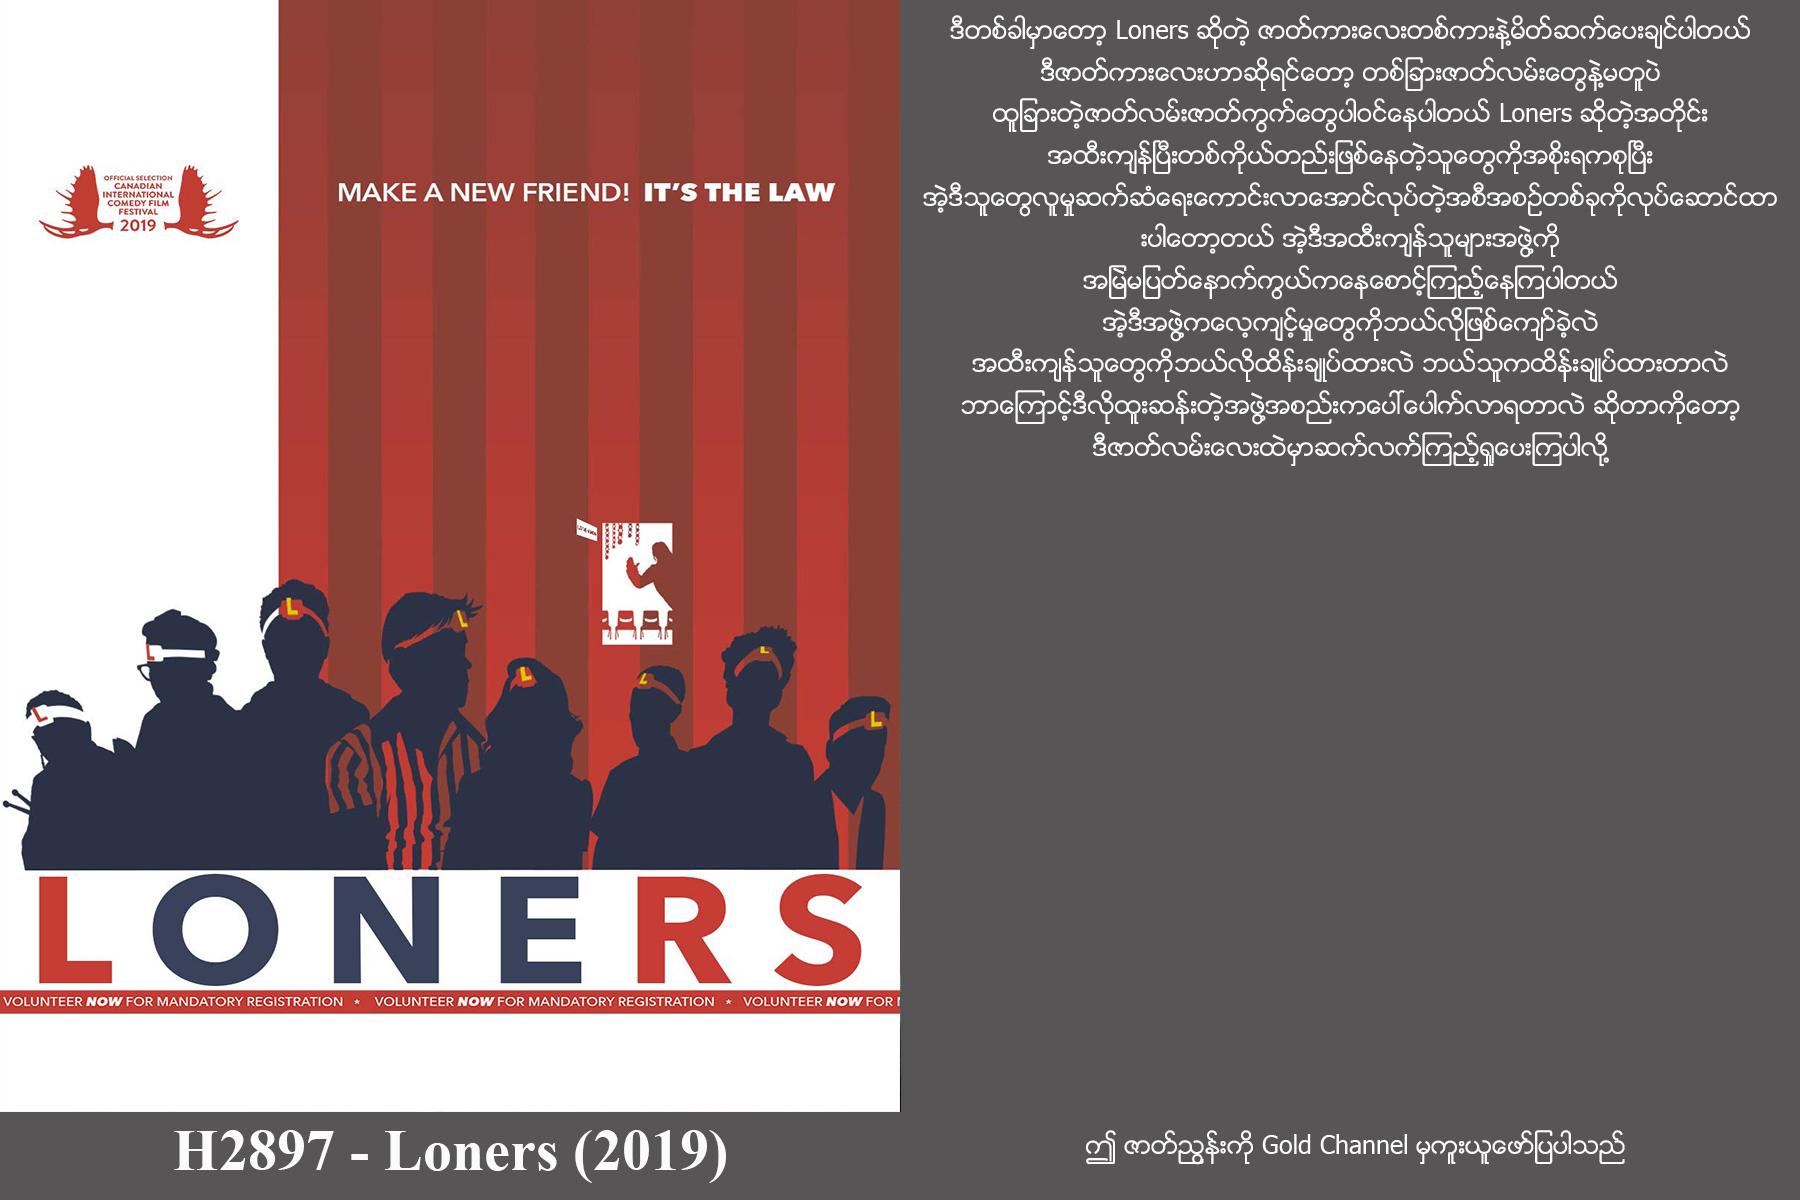 OFFICIAL SELECTION
CANADIAN
INTERNATIONAL
COMEDY FILM
FESTIVAL
2019
MAKE A NEW FRIEND! IT'S THE LAW
LONERS
VOLUNTEER NOW FOR MANDATORY REGISTRATION * VOLUNTEER NOW FOR MANDATORY REGISTRATION * VOLUNTEER NOW FOR
H2897 - Loners (2019)
ဒီတစ်ခါမှာတော့ Loners ဆိုတဲ့ ဇာတ်ကားလေးတစ်ကားနဲ့မိတ်ဆက်ပေးချင်ပါတယ်
ဒီဇာတ်ကားလေးဟာဆိုရင်တော့ တစ်ခြားဇာတ်လမ်းတွေနဲ့မတူပဲ
ထူခြားတဲ့ဇာတ်လမ်းဇာတ်ကွက်တွေပါဝင်နေပါတယ် Loners ဆိုတဲ့အတိုင်း
အထီးကျန်ပြီးတစ်ကိုယ်တည်းဖြစ်နေတဲ့သူတွေကိုအစိုးရကစုပြီး
အဲ့ဒီသူတွေလူမှုဆက်ဆံရေးကောင်းလာအောင်လုပ်တဲ့အစီအစဉ်တစ်ခုကိုလုပ်ဆောင်ထာ
းပါတော့တယ် အဲ့ဒီအထီးကျန်သူများအဖွဲ့ကို
အမြဲမပြတ်နောက်ကွယ်ကနေစောင့်ကြည့်နေကြပါတယ်
အဲ့ဒီအဖွဲ့ကလေ့ကျင့်မှုတွေကိုဘယ်လိုဖြစ်ကျော်ခဲ့လဲ
အထီးကျန်သူတွေကိုဘယ်လိုထိန်းချုပ်ထားလဲ ဘယ်သူကထိန်းချုပ်ထားတာလဲ
ဘာကြောင့်ဒီလိုထူးဆန်းတဲ့အဖွဲ့အစည်းကပေါ်ပေါက်လာရတာလဲ ဆိုတာကိုတော့
ဒီဇာတ်လမ်းလေးထဲမှာဆက်လက်ကြည့်ရှုပေးကြပါလို့
ဤ ဇာတ်ညွှန်းကို Gold Channel မှကူးယူဖော်ပြပါသည်